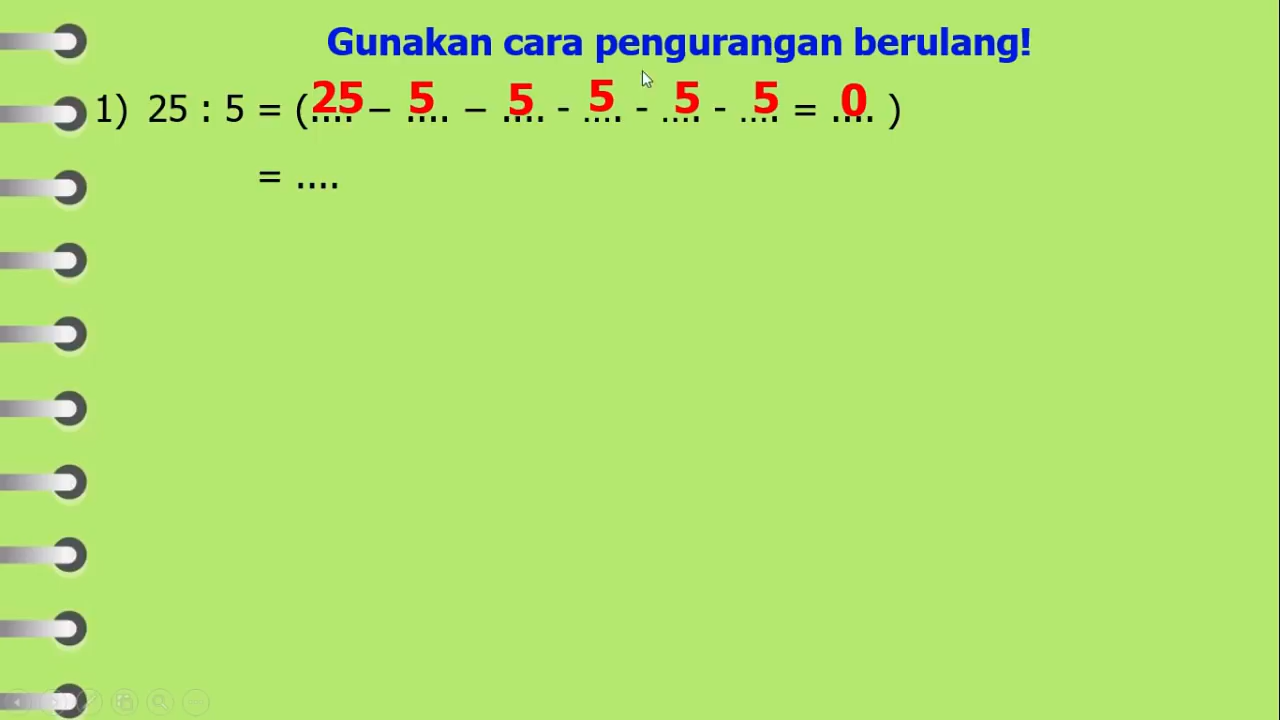 Gunakan cara pengurangan berulang!
1) 25 : 5 = (25 – 5 – 5 - 5 - 5 - 5 = 0 )
= ....